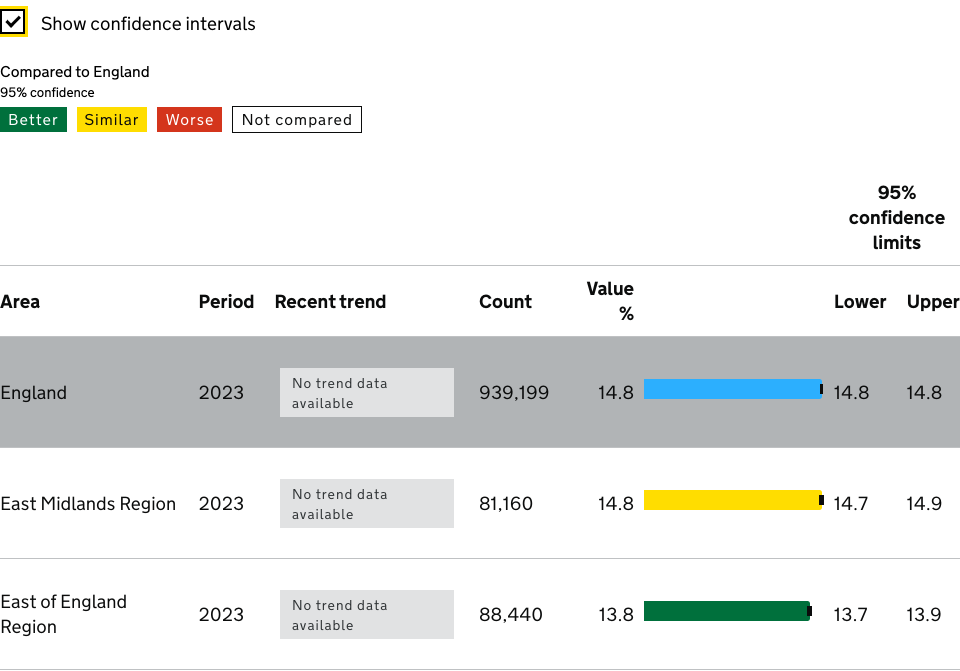 Show confidence intervals
Compared to England
95% confidence
Better Similar Worse Not compared
95%
confidence
limits
Area Period Recent trend Count Value
% Lower Upper
England 2023 No trend data
available 939,199 14.8 14.8 14.8
East Midlands Region 2023 No trend data
available 81,160 14.8 14.7 14.9
East of England
Region 2023 No trend data
available 88,440 13.8 13.7 13.9